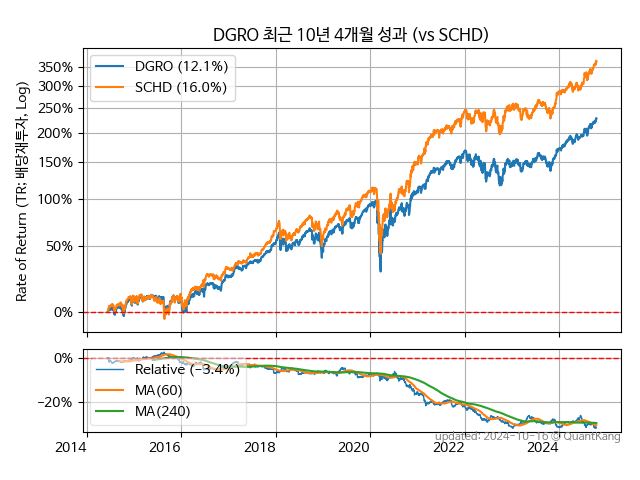 DGRO 최근 10년 4개월 성과 (vs SCHD)
Rate of Return (TR: 배당재투자, Log)
350%
300%
250%
200%
150%
100%
50%
0%
DGRO (12.1%)
SCHD (16.0%)
0%
−20%
Relative (−3.4%)
MA(60)
MA(240)
2014 2016 2018 2020 2022 2024
updated: 2024-10-16 © QuantKang